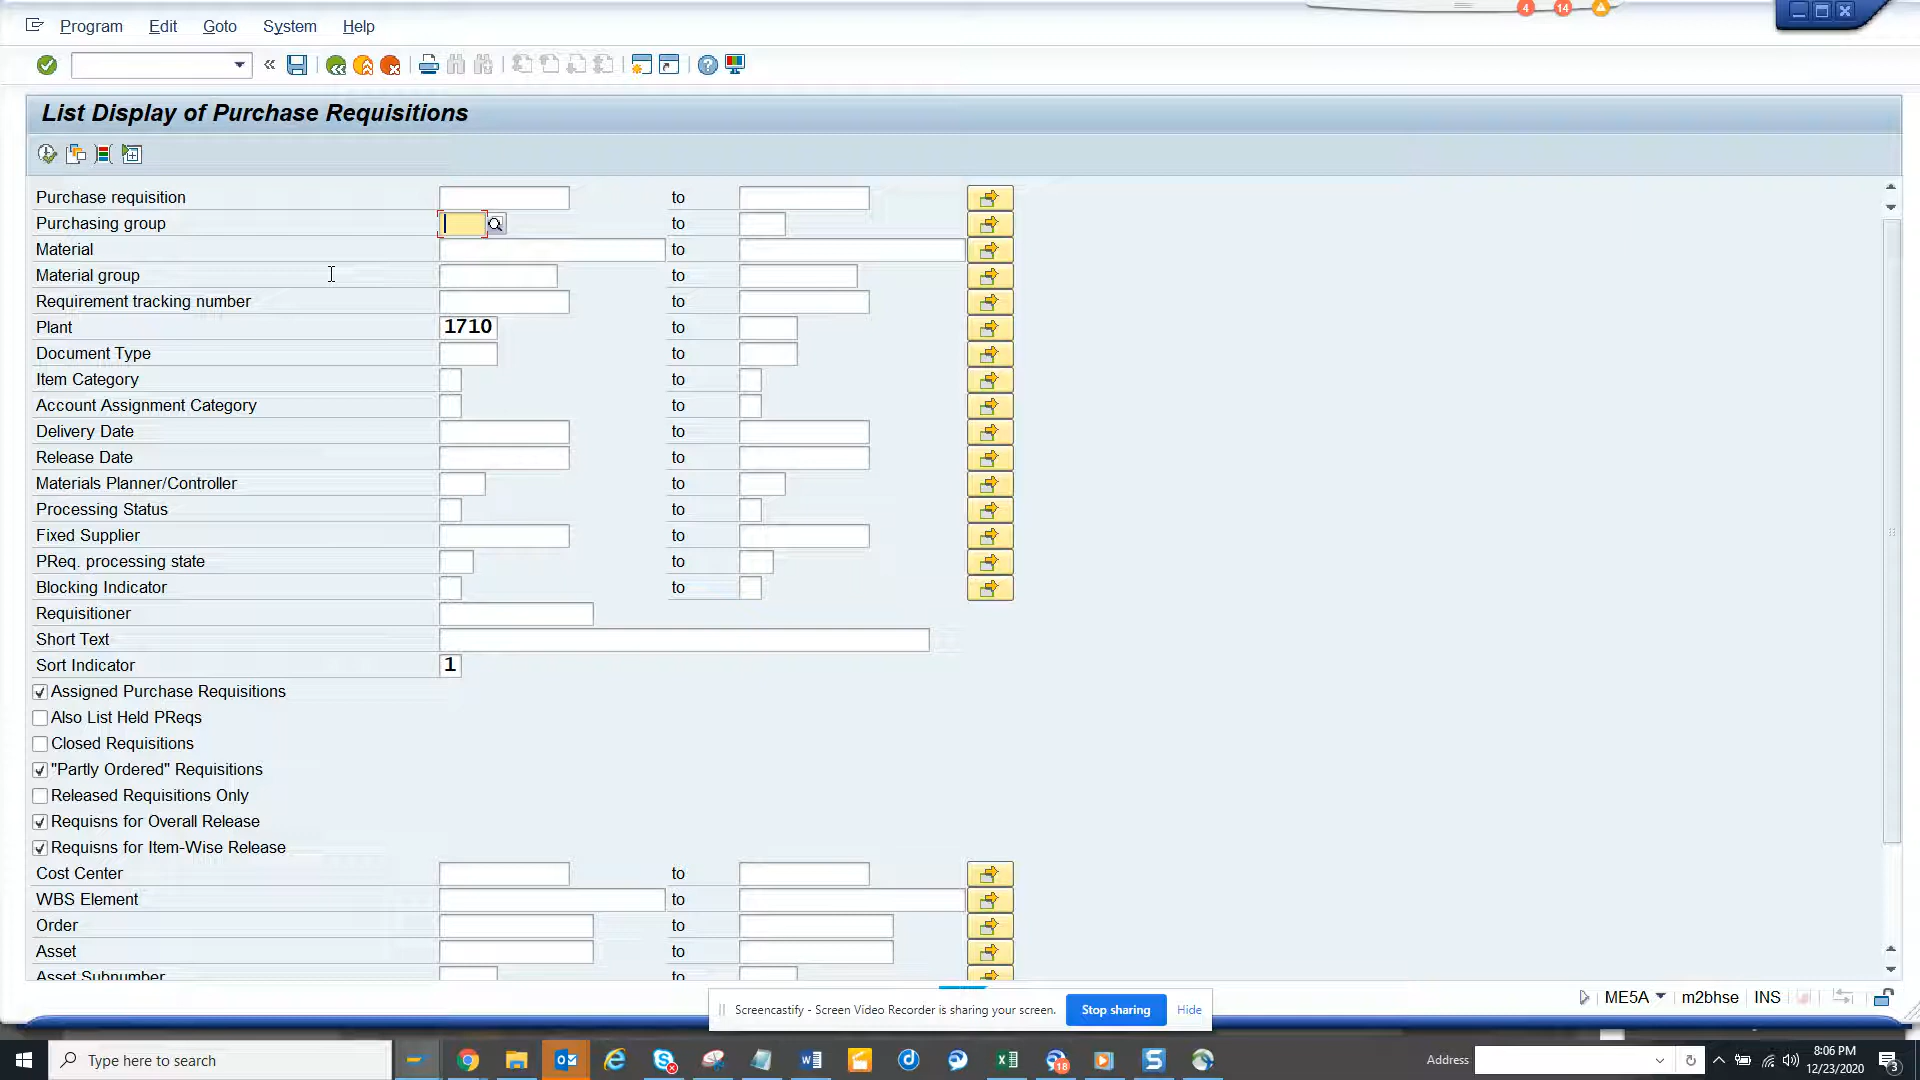 Program Edit Goto System Help
4 14
List Display of Purchase Requisitions
Purchase requisition to
Purchasing group to
Material to
Material group to
Requirement tracking number to
Plant 1710 to
Document Type to
Item Category to
Account Assignment Category to
Delivery Date to
Release Date to
Materials Planner/Controller to
Processing Status to
Fixed Supplier to
PReq. processing state to
Blocking Indicator to
Requisitioner
Short Text
Sort Indicator 1
Assigned Purchase Requisitions
Also List Held PReqs
Closed Requisitions
"Partly Ordered" Requisitions
Released Requisitions Only
Requisns for Overall Release
Requisns for Item-Wise Release
Cost Center to
WBS Element to
Order to
Asset to
Asset Subnumber to
Screencastify - Screen Video Recorder is sharing your screen. Stop sharing Hide
ME5A m2bhse INS
Type here to search
18
Address
8:06 PM
12/23/2020
3